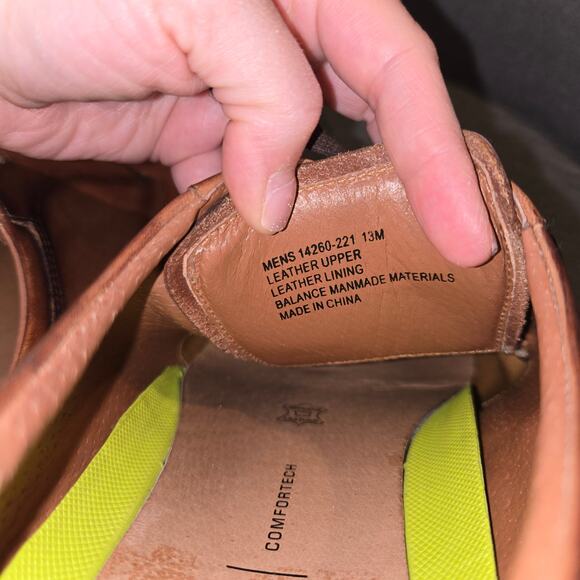 MENS 14260-221 13M
LEATHER UPPER
LEATHER LINING
BALANCE MANMADE MATERIALS
MADE IN CHINA
COMFORTECH